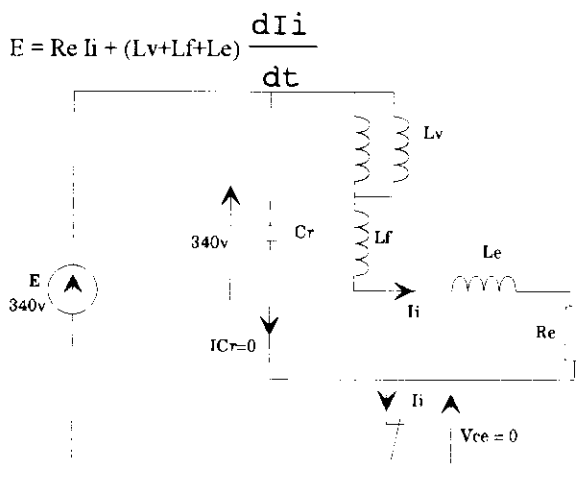 E = Re Ii + (Lv+Lf+Le) dIi/dt
Lv
340v
Cr
Lf
Le
E
340v
Ii
Re
ICr=0
Ii
Vce = 0